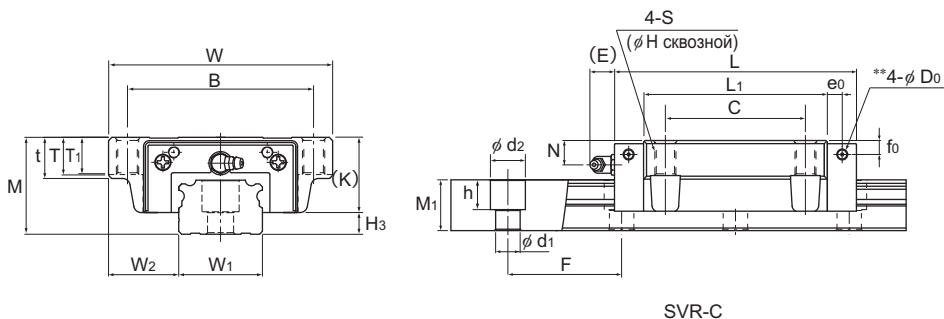 W
B
t
T
T1
M
(K)
H3
W2
W1
4-S
(φH сквозной)
(E)
L
L1
e0
**4-φ D0
C
N
f0
φ d2
h
M1
φ d1
F
SVR-C